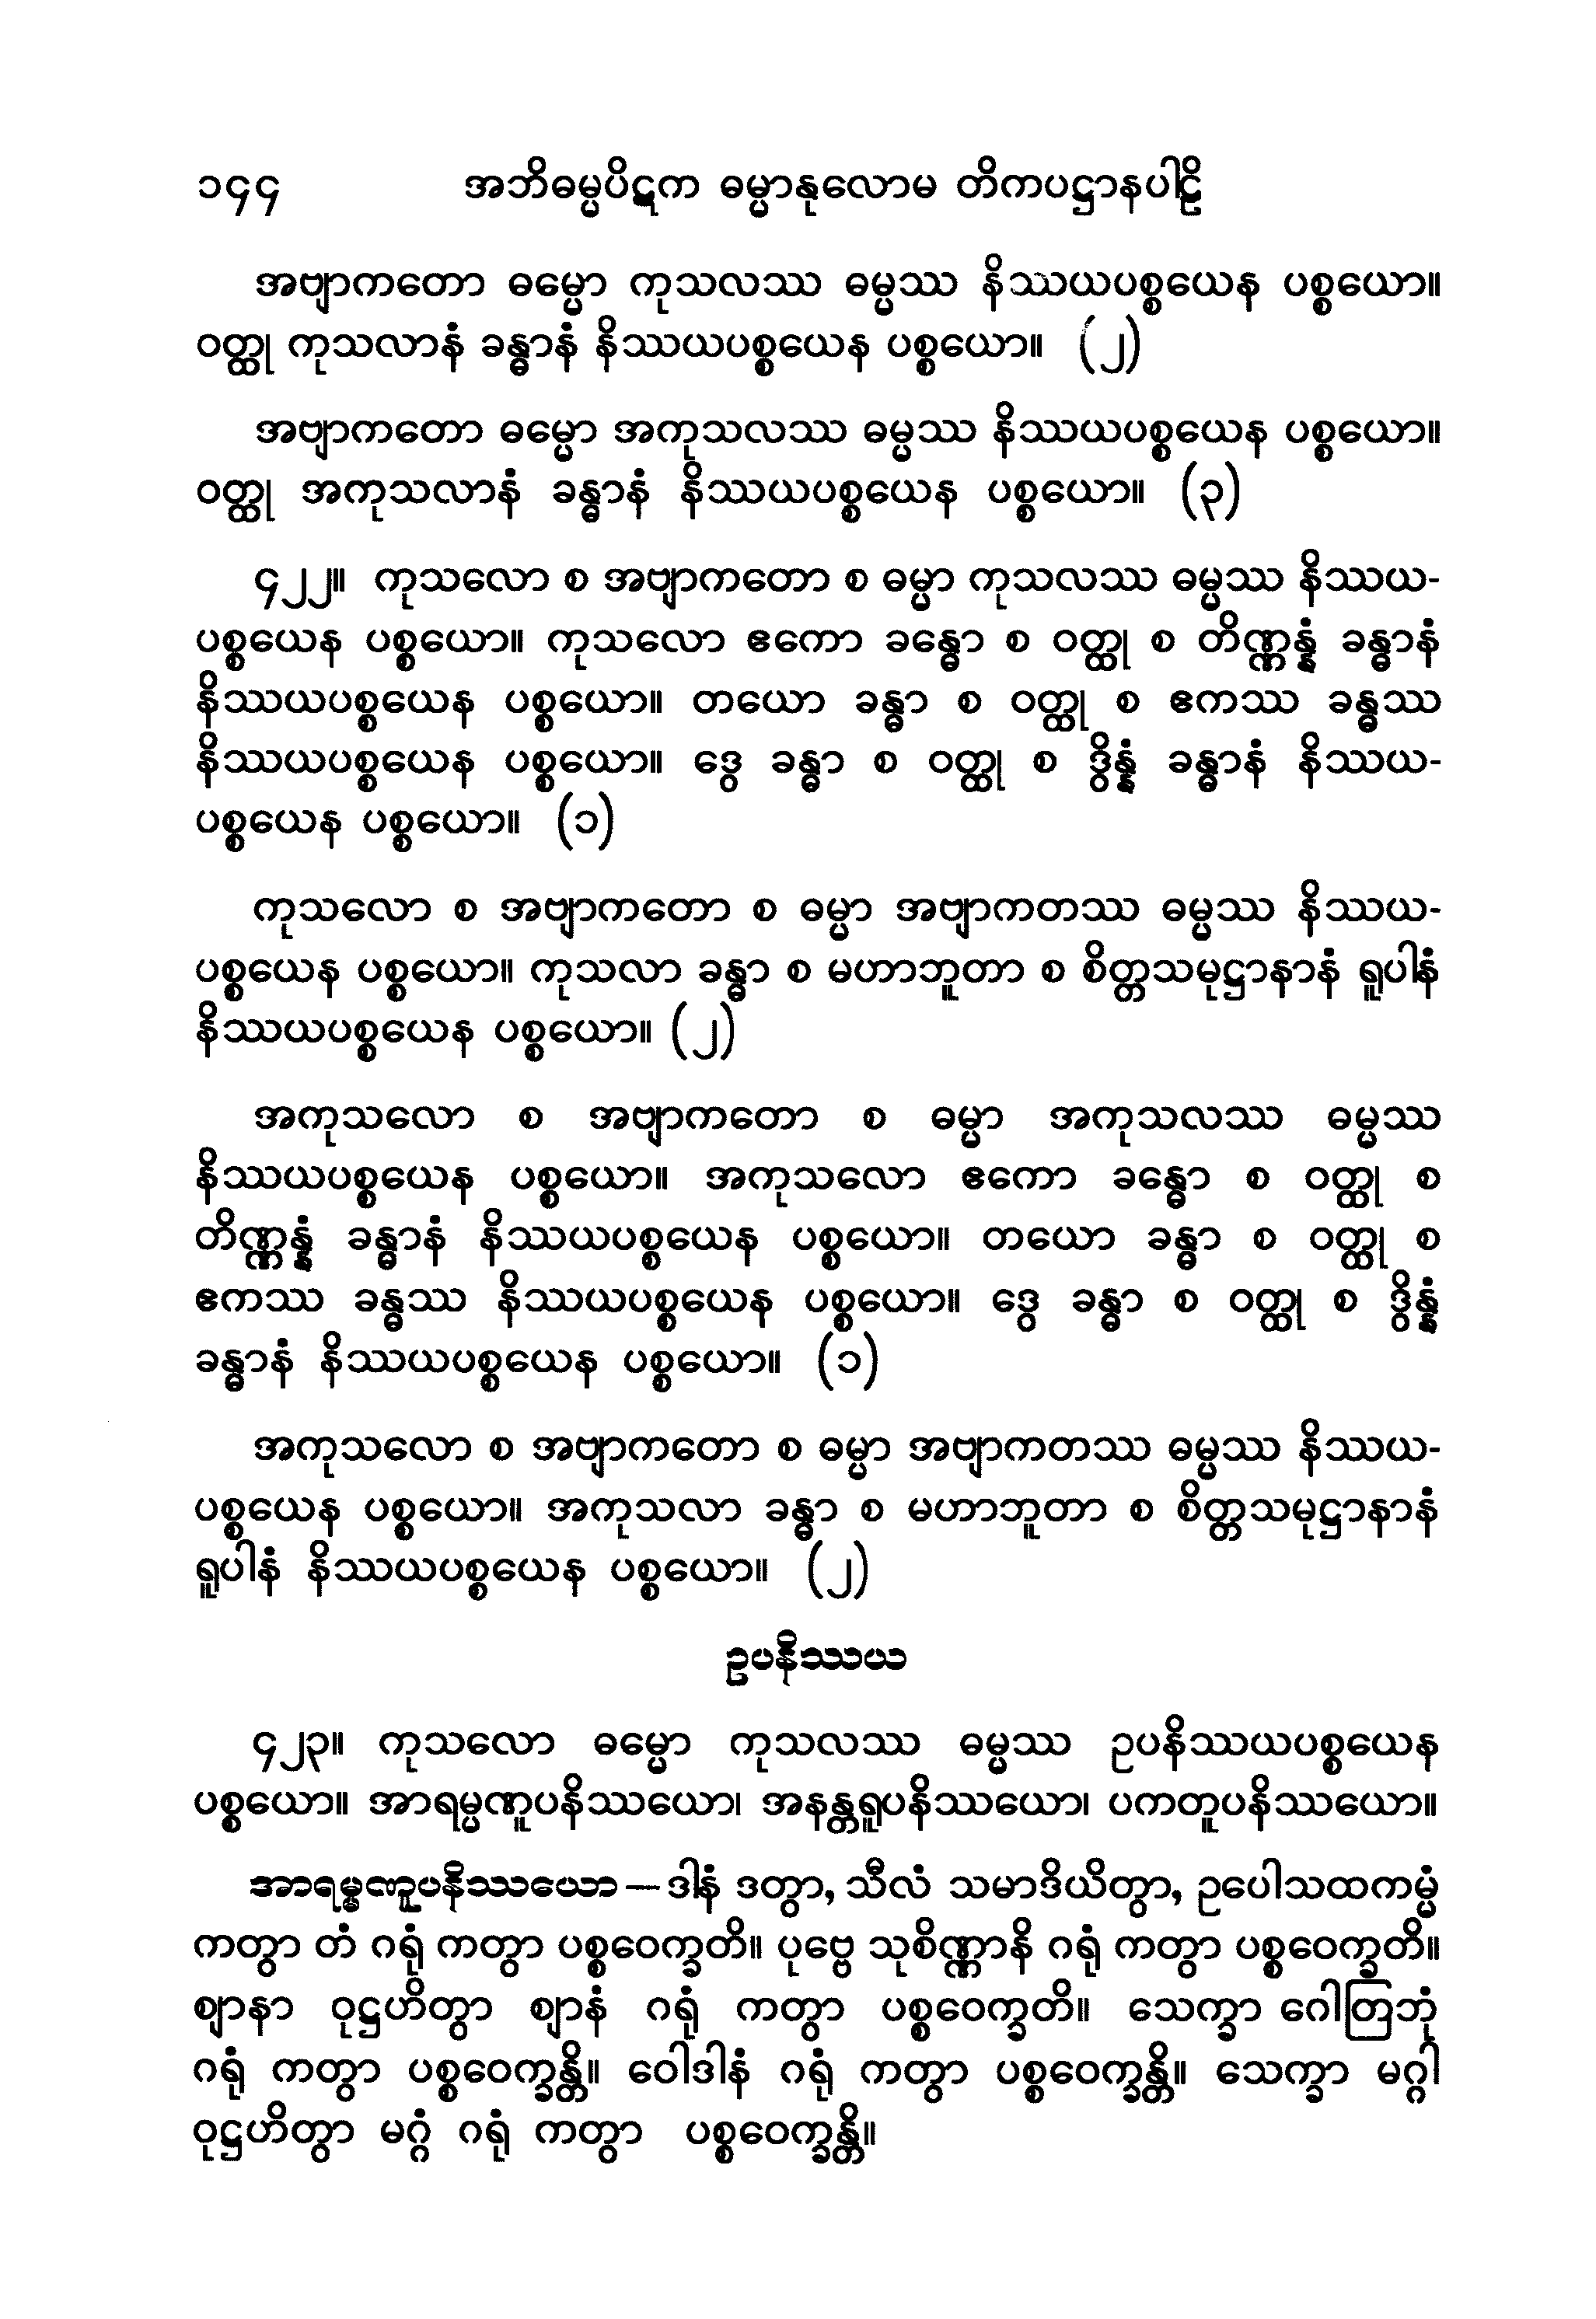 ၁၄၄ အဘိဓမ္မပိဋက ဓမ္မာနုလောမ တိကပဋ္ဌာနပါဠိ
အဗျာကတော ဓမ္မော ကုသလဿ ဓမ္မဿ နိဿယပစ္စယေန ပစ္စယော။
ဝတ္ထု ကုသလာနံ ခန္ဓာနံ နိဿယပစ္စယေန ပစ္စယော။ (၂)
အဗျာကတော ဓမ္မော အကုသလဿ ဓမ္မဿ နိဿယပစ္စယေန ပစ္စယော။
ဝတ္ထု အကုသလာနံ ခန္ဓာနံ နိဿယပစ္စယေန ပစ္စယော။ (၃)
၄၂၂။ ကုသလော စ အဗျာကတော စ ဓမ္မာ ကုသလဿ ဓမ္မဿ နိဿယ-
ပစ္စယေန ပစ္စယော။ ကုသလော ဧကော ခန္ဓော စ ဝတ္ထု စ တိဏ္ဏန္နံ ခန္ဓာနံ
နိဿယပစ္စယေန ပစ္စယော။ တယော ခန္ဓာ စ ဝတ္ထု စ ဧကဿ ခန္ဓဿ
နိဿယပစ္စယေန ပစ္စယော။ ဒွေ ခန္ဓာ စ ဝတ္ထု စ ဒွိန္နံ ခန္ဓာနံ နိဿယ-
ပစ္စယေန ပစ္စယော။ (၁)
ကုသလော စ အဗျာကတော စ ဓမ္မာ အဗျာကတဿ ဓမ္မဿ နိဿယ-
ပစ္စယေန ပစ္စယော။ ကုသလာ ခန္ဓာ စ မဟာဘူတာ စ စိတ္တသမုဋ္ဌာနာနံ ရူပါနံ
နိဿယပစ္စယေန ပစ္စယော။ (၂)
အကုသလော စ အဗျာကတော စ ဓမ္မာ အကုသလဿ ဓမ္မဿ
နိဿယပစ္စယေန ပစ္စယော။ အကုသလော ဧကော ခန္ဓော စ ဝတ္ထု စ
တိဏ္ဏန္နံ ခန္ဓာနံ နိဿယပစ္စယေန ပစ္စယော။ တယော ခန္ဓာ စ ဝတ္ထု စ
ဧကဿ ခန္ဓဿ နိဿယပစ္စယေန ပစ္စယော။ ဒွေ ခန္ဓာ စ ဝတ္ထု စ ဒွိန္နံ
ခန္ဓာနံ နိဿယပစ္စယေန ပစ္စယော။ (၁)
အကုသလော စ အဗျာကတော စ ဓမ္မာ အဗျာကတဿ ဓမ္မဿ နိဿယ-
ပစ္စယေန ပစ္စယော။ အကုသလာ ခန္ဓာ စ မဟာဘူတာ စ စိတ္တသမုဋ္ဌာနာနံ
ရူပါနံ နိဿယပစ္စယေန ပစ္စယော။ (၂)
ဥပနိဿယ
၄၂၃။ ကုသလော ဓမ္မော ကုသလဿ ဓမ္မဿ ဥပနိဿယပစ္စယေန
ပစ္စယော။ အာရမ္မဏူပနိဿယော၊ အနန္တရူပနိဿယော၊ ပကတူပနိဿယော။
အာရမ္မဏူပနိဿယော — ဒါနံ ဒတွာ, သီလံ သမာဒိယိတွာ, ဥပေါသထကမ္မံ
ကတွာ တံ ဂရုံ ကတွာ ပစ္စဝေက္ခတိ။ ပုဗ္ဗေ သုစိဏ္ဏာနိ ဂရုံ ကတွာ ပစ္စဝေက္ခတိ။
ဈာနာ ဝုဋ္ဌဟိတွာ ဈာနံ ဂရုံ ကတွာ ပစ္စဝေက္ခတိ။ သေက္ခာ ဂေါတြဘုံ
ဂရုံ ကတွာ ပစ္စဝေက္ခန္တိ။ ဝေါဒါနံ ဂရုံ ကတွာ ပစ္စဝေက္ခန္တိ။ သေက္ခာ မဂ္ဂါ
ဝုဋ္ဌဟိတွာ မဂ္ဂံ ဂရုံ ကတွာ ပစ္စဝေက္ခန္တိ။